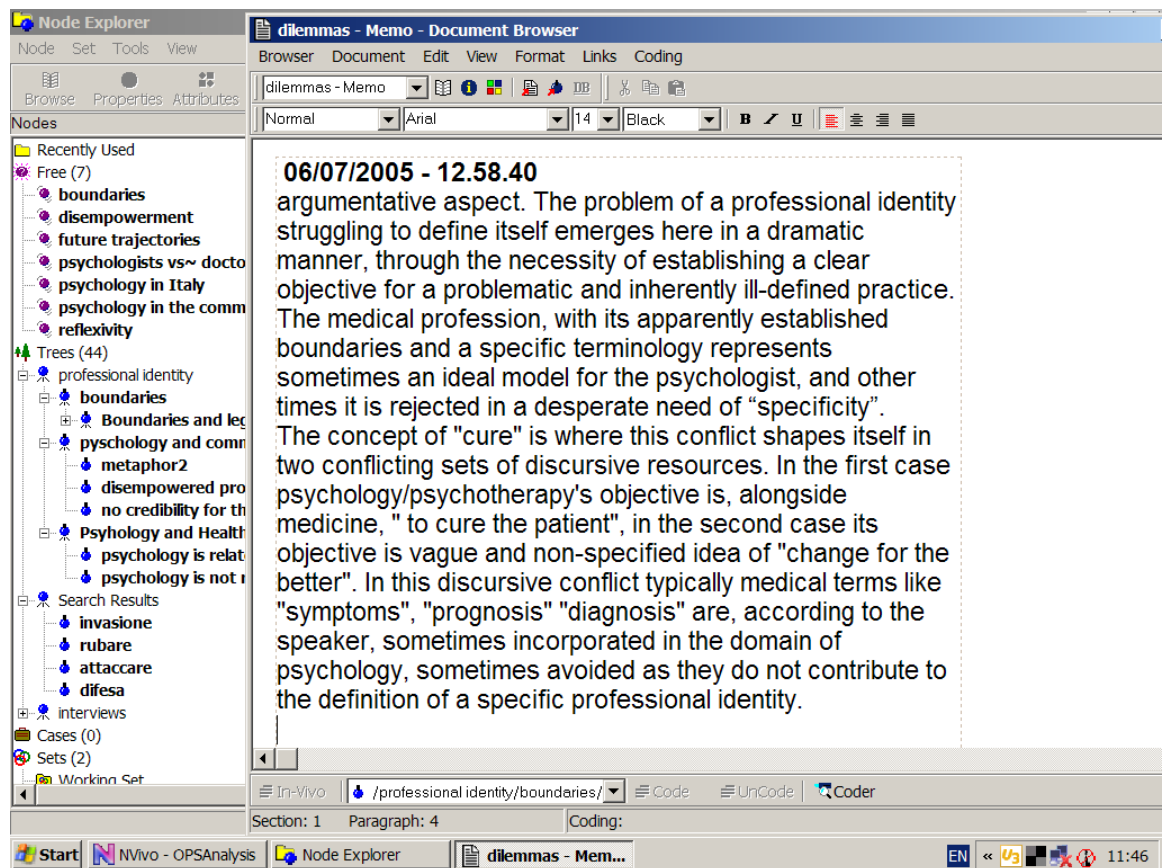 Node Explorer
Node Set Tools View
Browse Properties Attributes
Nodes
Recently Used
Free (7)
boundaries
disempowerment
future trajectories
psychologists vs~ docto
psychology in Italy
psychology in the comm
reflexivity
Trees (44)
professional identity
boundaries
Boundaries and leg
pyschology and comm
metaphor2
disempowered pro
no credibility for th
Psyhology and Health
psychology is relat
psychology is not r
Search Results
invasione
rubare
attaccare
difesa
interviews
Cases (0)
Sets (2)
Working Set
dilemmas - Memo - Document Browser
Browser Document Edit View Format Links Coding
dilemmas - Memo DB
Normal Arial 14 Black B I U
06/07/2005 - 12.58.40
argumentative aspect. The problem of a professional identity
struggling to define itself emerges here in a dramatic
manner, through the necessity of establishing a clear
objective for a problematic and inherently ill-defined practice.
The medical profession, with its apparently established
boundaries and a specific terminology represents
sometimes an ideal model for the psychologist, and other
times it is rejected in a desperate need of “specificity”.
The concept of "cure" is where this conflict shapes itself in
two conflicting sets of discursive resources. In the first case
psychology/psychotherapy's objective is, alongside
medicine, " to cure the patient", in the second case its
objective is vague and non-specified idea of "change for the
better". In this discursive conflict typically medical terms like
"symptoms", "prognosis" "diagnosis" are, according to the
speaker, sometimes incorporated in the domain of
psychology, sometimes avoided as they do not contribute to
the definition of a specific professional identity.
In-Vivo /professional identity/boundaries/ Code UnCode Coder
Section: 1 Paragraph: 4 Coding:
Start NVivo - OPSAnalysis Node Explorer dilemmas - Mem... EN « U3 11:46